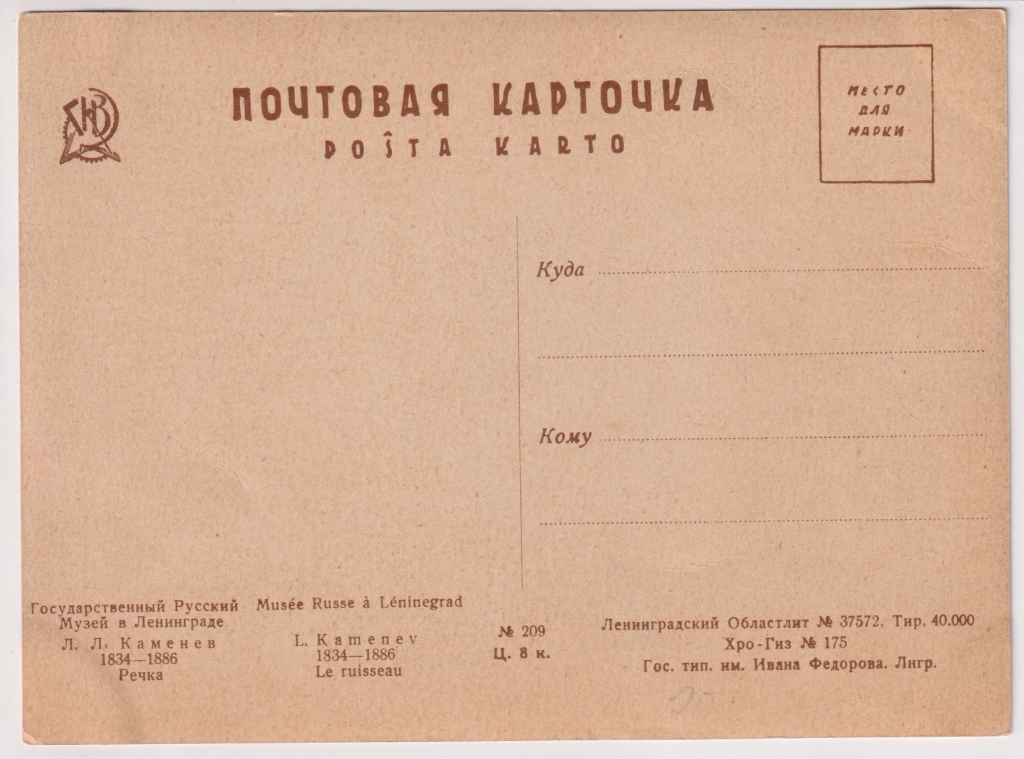 ПОЧТОВАЯ КАРТОЧКА
POŜTA KARTO
МЕСТО
ДЛЯ
МАРКИ
Куда
Кому
Государственный Русский
Музей в Ленинграде
Л. Л. Каменев
1834—1886
Речка
Musée Russe à Léninegrad
L. Kamenev
1834—1886
Le ruisseau
№ 209
Ц. 8 к.
Ленинградский Областлит № 37572. Тир. 40.000
Хро-Гиз № 175
Гос. тип. им. Ивана Федорова. Лнгр.